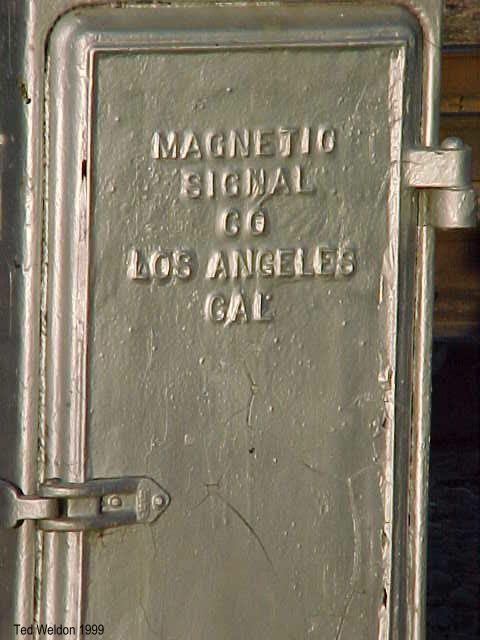 MAGNETIC
SIGNAL
CO
LOS ANGELES
CAL
Ted Weldon 1999